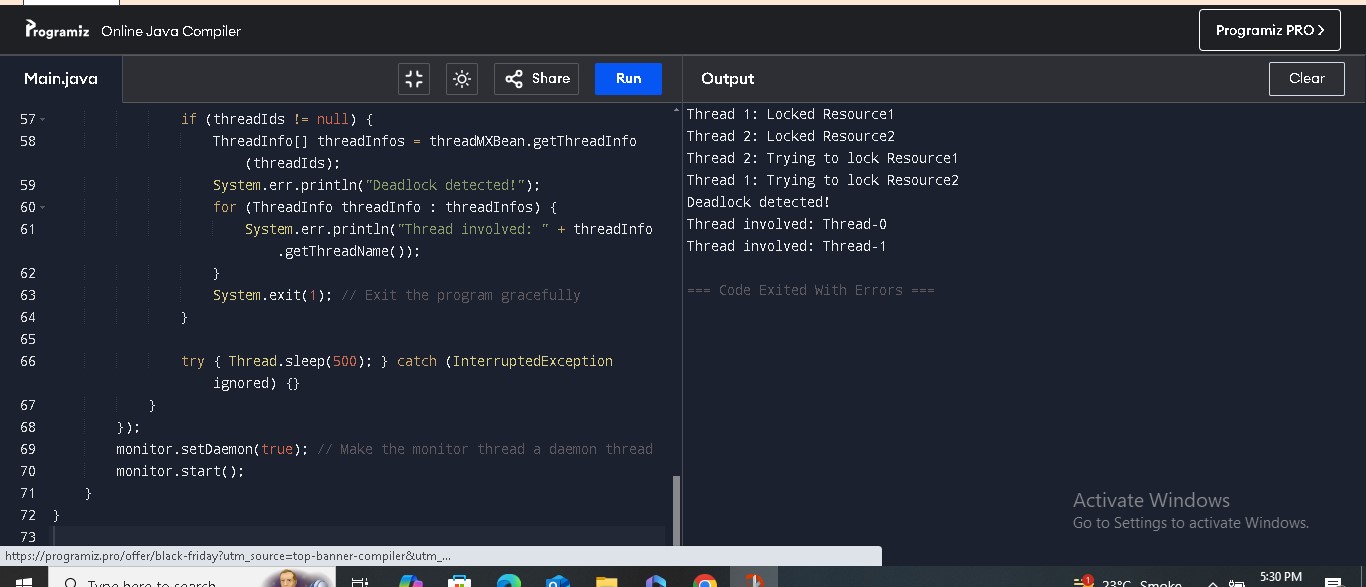 Programiz Online Java Compiler Programiz PRO
Main.java Share Run Output Clear
57 if (threadIds != null) {
58 ThreadInfo[] threadInfos = threadMXBean.getThreadInfo
(threadIds);
59 System.err.println("Deadlock detected!");
60 for (ThreadInfo threadInfo : threadInfos) {
61 System.err.println("Thread involved: " + threadInfo
.getThreadName());
62 }
63 System.exit(1); // Exit the program gracefully
64 }
65
66 try { Thread.sleep(500); } catch (InterruptedException
ignored) {}
67 }
68 });
69 monitor.setDaemon(true); // Make the monitor thread a daemon thread
70 monitor.start();
71 }
72 }
73
Thread 1: Locked Resource1
Thread 2: Locked Resource2
Thread 2: Trying to lock Resource1
Thread 1: Trying to lock Resource2
Deadlock detected!
Thread involved: Thread-0
Thread involved: Thread-1
=== Code Exited With Errors ===
Activate Windows
Go to Settings to activate Windows.
https://programiz.pro/offer/black-friday?utm_source=top-banner-compiler&utm_...
Type here to search 1 23°C Smoke 5:30 PM